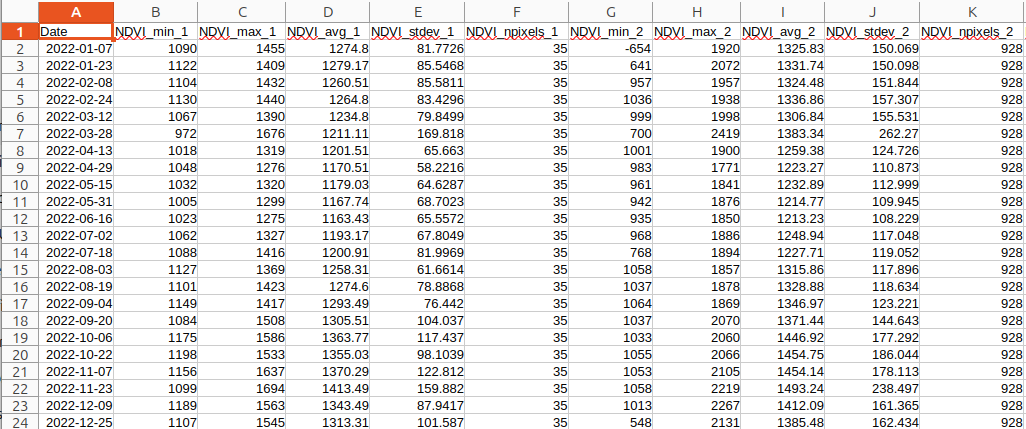 A B C D E F G H I J K
1 Date NDVI_min_1 NDVI_max_1 NDVI_avg_1 NDVI_stdev_1 NDVI_npixels_1 NDVI_min_2 NDVI_max_2 NDVI_avg_2 NDVI_stdev_2 NDVI_npixels_2
2 2022-01-07 1090 1455 1274.8 81.7726 35 -654 1920 1325.83 150.069 928
3 2022-01-23 1122 1409 1279.17 85.5468 35 641 2072 1331.74 150.098 928
4 2022-02-08 1104 1432 1260.51 85.5811 35 957 1957 1324.48 151.844 928
5 2022-02-24 1130 1440 1264.8 83.4296 35 1036 1938 1336.86 157.307 928
6 2022-03-12 1067 1390 1234.8 79.8499 35 999 1998 1306.84 155.531 928
7 2022-03-28 972 1676 1211.11 169.818 35 700 2419 1383.34 262.27 928
8 2022-04-13 1018 1319 1201.51 65.663 35 1001 1900 1259.38 124.726 928
9 2022-04-29 1048 1276 1170.51 58.2216 35 983 1771 1223.27 110.873 928
10 2022-05-15 1032 1320 1179.03 64.6287 35 961 1841 1232.89 112.999 928
11 2022-05-31 1005 1299 1167.74 68.7023 35 942 1876 1214.77 109.945 928
12 2022-06-16 1023 1275 1163.43 65.5572 35 935 1850 1213.23 108.229 928
13 2022-07-02 1062 1327 1193.17 67.8049 35 968 1886 1248.94 117.048 928
14 2022-07-18 1088 1416 1200.91 81.9969 35 768 1894 1227.71 119.052 928
15 2022-08-03 1127 1369 1258.31 61.6614 35 1058 1857 1315.86 117.896 928
16 2022-08-19 1101 1423 1274.6 78.8868 35 1037 1878 1328.88 118.634 928
17 2022-09-04 1149 1417 1293.49 76.442 35 1064 1869 1346.97 123.221 928
18 2022-09-20 1084 1508 1305.51 104.037 35 1037 2070 1371.44 144.643 928
19 2022-10-06 1175 1586 1363.77 117.437 35 1033 2060 1446.92 177.292 928
20 2022-10-22 1198 1533 1355.03 98.1039 35 1055 2066 1454.75 186.044 928
21 2022-11-07 1156 1637 1370.29 122.812 35 1053 2105 1454.14 178.113 928
22 2022-11-23 1099 1694 1413.49 159.882 35 1058 2219 1493.24 238.497 928
23 2022-12-09 1189 1563 1343.49 87.9417 35 1013 2267 1412.09 161.365 928
24 2022-12-25 1107 1545 1313.31 101.587 35 548 2131 1385.48 162.434 928